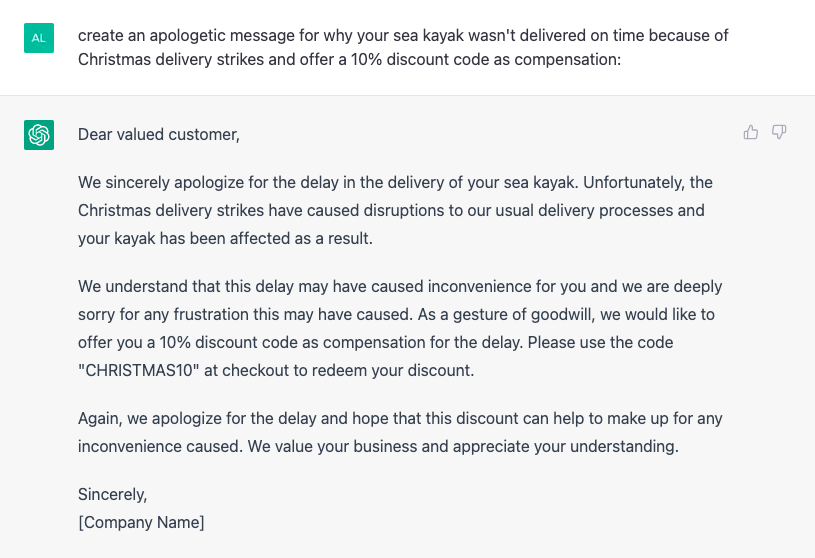 AL
create an apologetic message for why your sea kayak wasn't delivered on time because of
Christmas delivery strikes and offer a 10% discount code as compensation:
Dear valued customer,
We sincerely apologize for the delay in the delivery of your sea kayak. Unfortunately, the
Christmas delivery strikes have caused disruptions to our usual delivery processes and
your kayak has been affected as a result.
We understand that this delay may have caused inconvenience for you and we are deeply
sorry for any frustration this may have caused. As a gesture of goodwill, we would like to
offer you a 10% discount code as compensation for the delay. Please use the code
"CHRISTMAS10" at checkout to redeem your discount.
Again, we apologize for the delay and hope that this discount can help to make up for any
inconvenience caused. We value your business and appreciate your understanding.
Sincerely,
[Company Name]